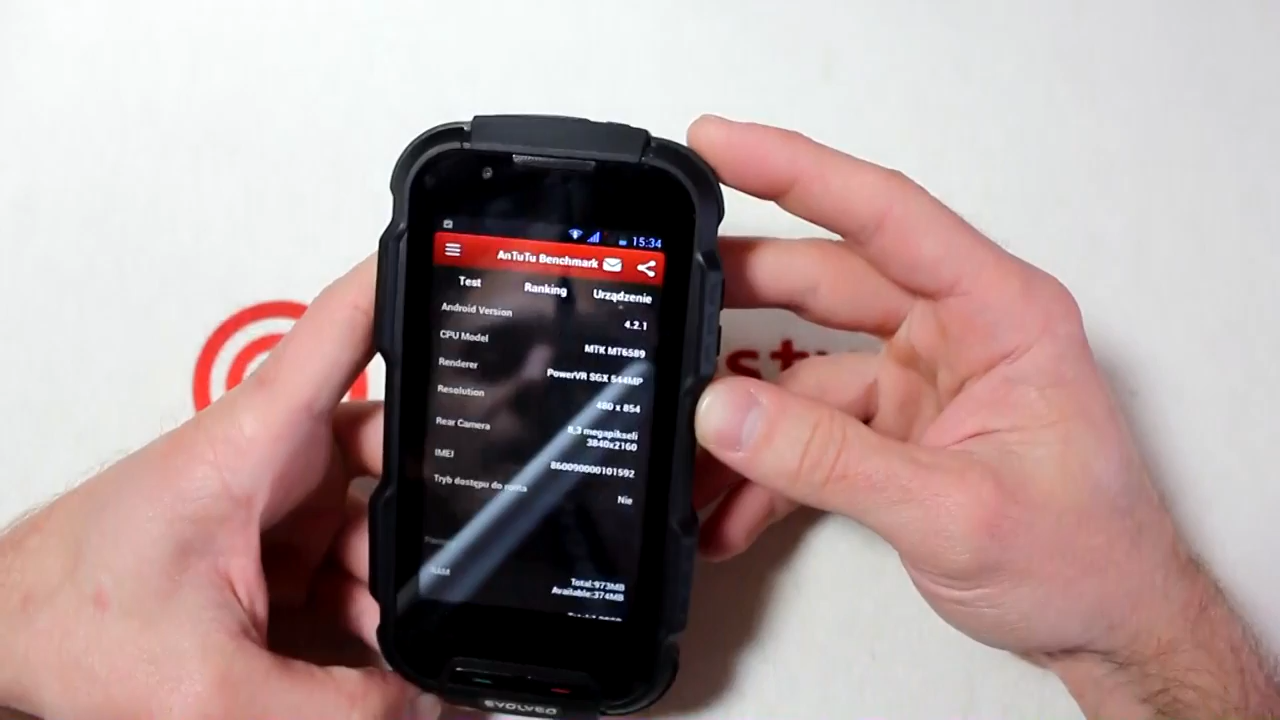 15:34
AnTuTu Benchmark
Test Ranking Urządzenie
Android Version 4.2.1
CPU Model MTK MT6589
Renderer PowerVR SGX 544MP
Resolution 480 x 854
Rear Camera 8,3 megapikseli
3840x2160
IMEI 860090000101592
Tryb dostępu do roota Nie
RAM Total:973MB
Available:374MB
EVOLVEO